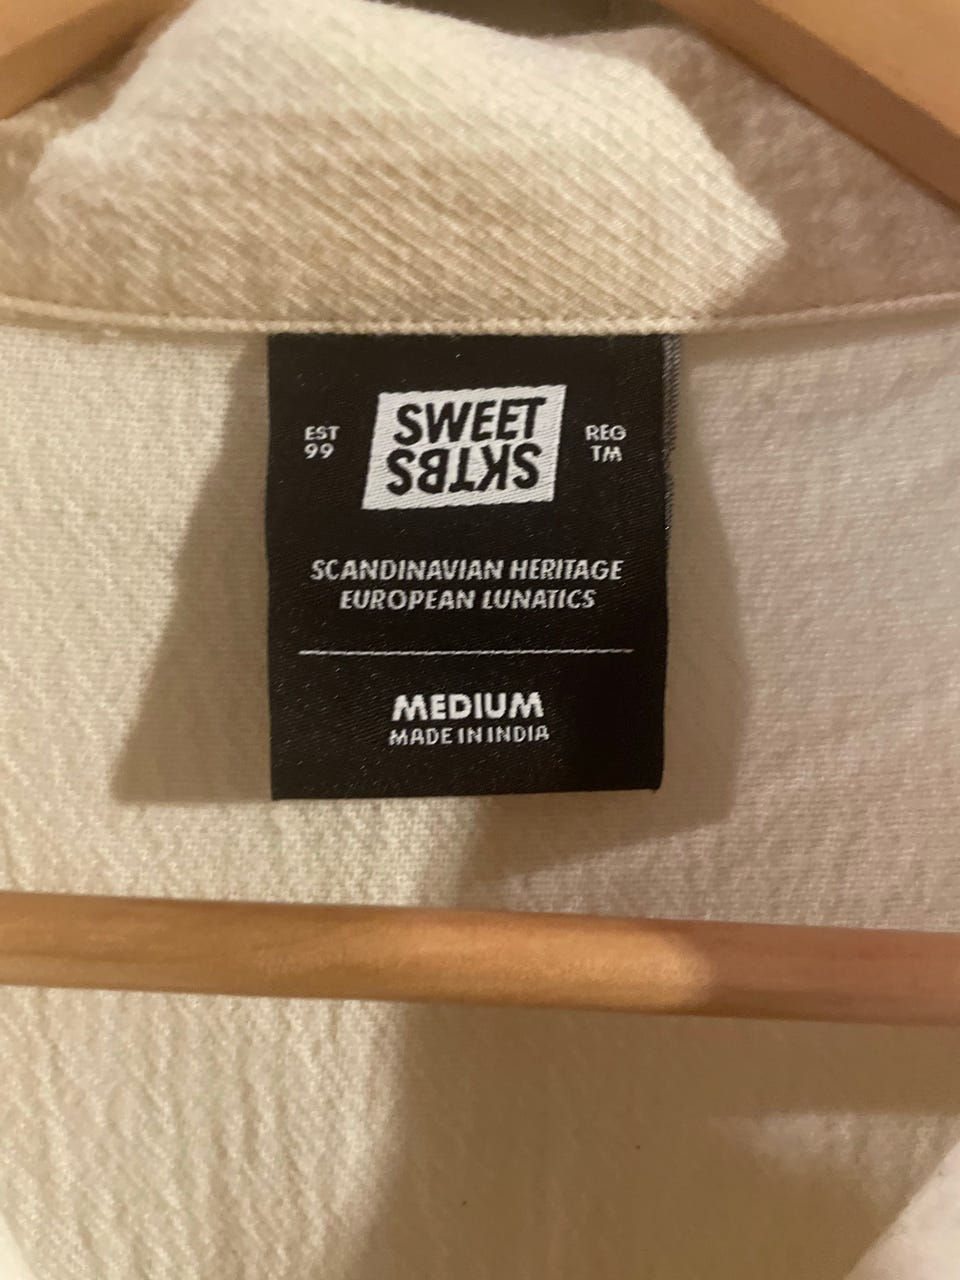 EST
99
SWEET
SKTBS
REG
TM
SCANDINAVIAN HERITAGE
EUROPEAN LUNATICS
MEDIUM
MADE IN INDIA